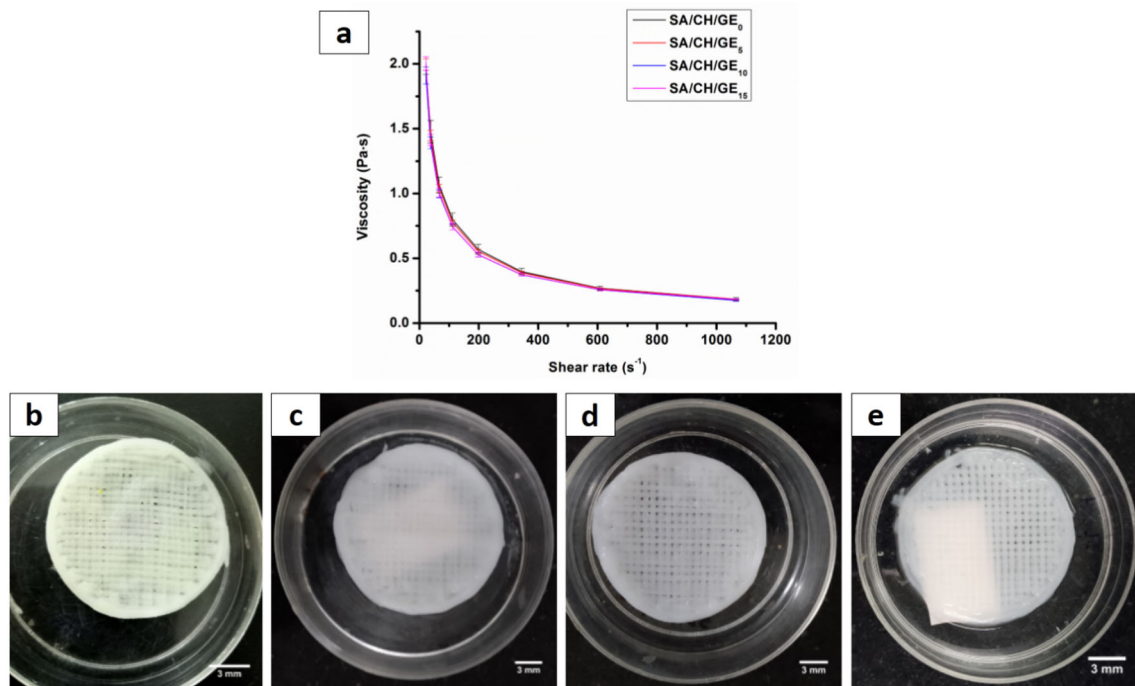 a
SA/CH/GE₀
SA/CH/GE₅
SA/CH/GE₁₀
SA/CH/GE₁₅
2.0
1.5
1.0
0.5
0.0
Viscosity (Pa·s)
0 200 400 600 800 1000 1200
Shear rate (s⁻¹)
b
c
d
e
3 mm
3 mm
3 mm
3 mm